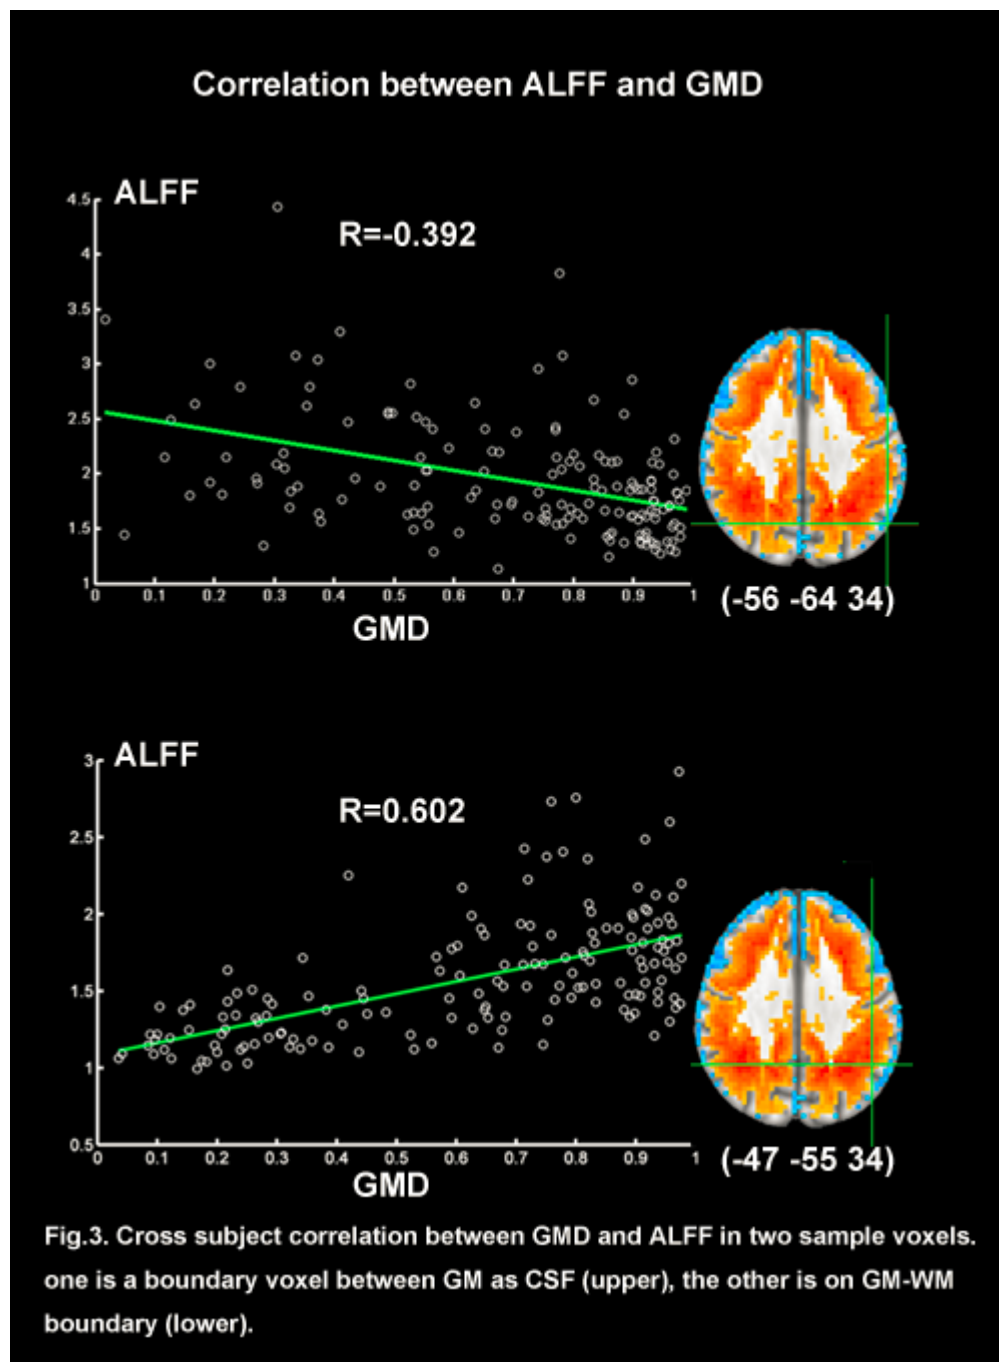 Correlation between ALFF and GMD
ALFF
R=-0.392
4.5
4
3.5
3
2.5
2
1.5
1
0 0.1 0.2 0.3 0.4 0.5 0.6 0.7 0.8 0.9 1
GMD
(-56 -64 34)
ALFF
R=0.602
3
2.5
2
1.5
1
0.5
0 0.1 0.2 0.3 0.4 0.5 0.6 0.7 0.8 0.9 1
GMD
(-47 -55 34)
Fig.3. Cross subject correlation between GMD and ALFF in two sample voxels.
one is a boundary voxel between GM as CSF (upper), the other is on GM-WM
boundary (lower).